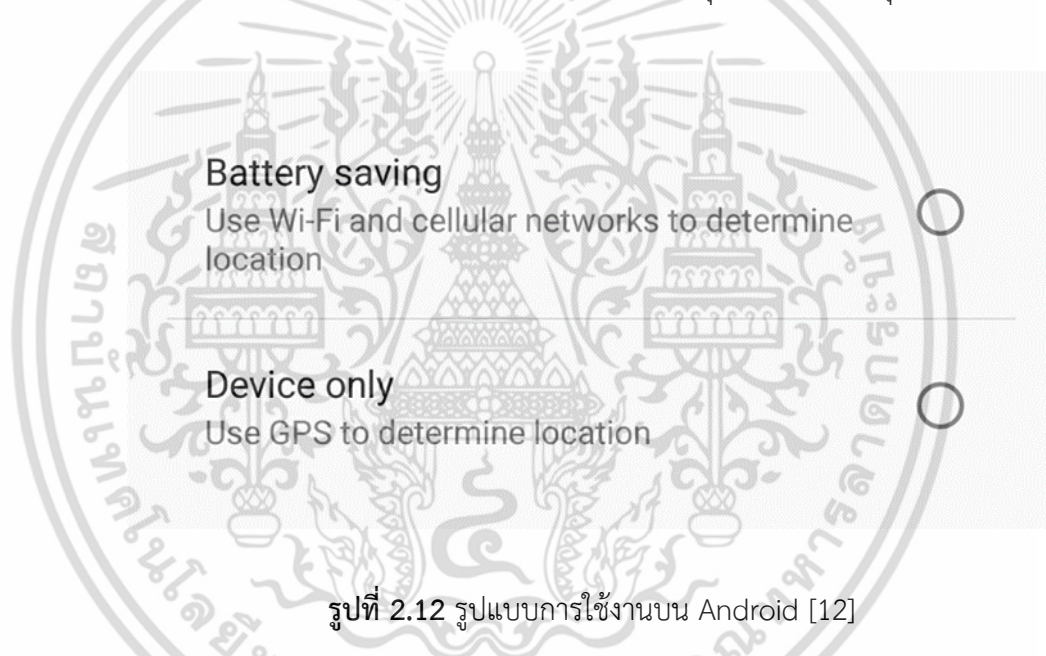 Battery saving
Use Wi-Fi and cellular networks to determine
location
Device only
Use GPS to determine location
รูปที่ 2.12 รูปแบบการใช้งานบน Android [12]